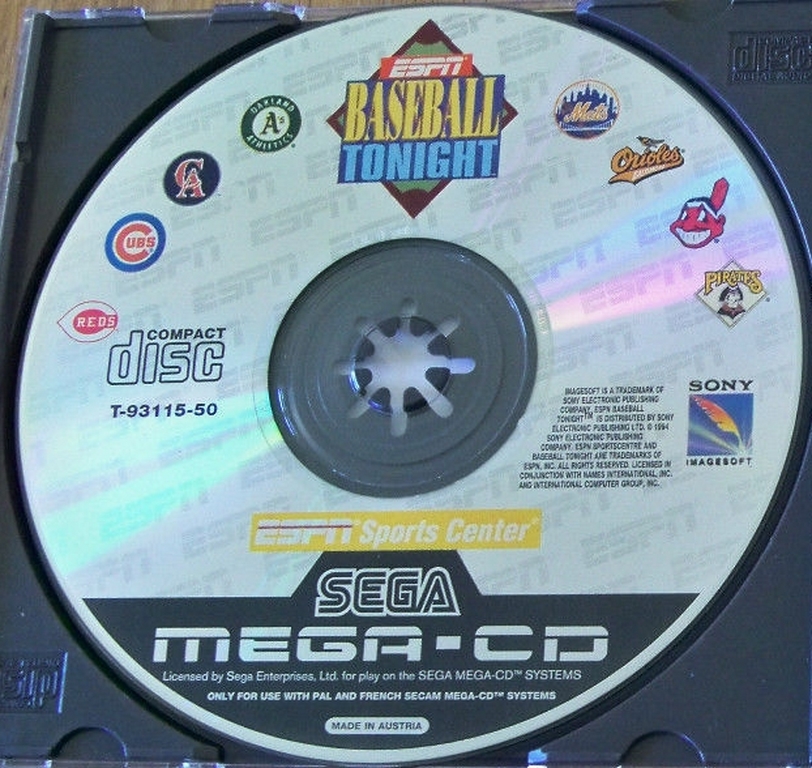 ESPN
BASEBALL
TONIGHT
OAKLAND
A's
ATHLETICS
CA
CUBS
REDS
Mets
Orioles
PIRATES
COMPACT
disc
T-93115-50
IMAGESOFT IS A TRADEMARK OF
SONY ELECTRONIC PUBLISHING
COMPANY. ESPN BASEBALL
TONIGHT™ IS DISTRIBUTED BY SONY
ELECTRONIC PUBLISHING LTD. © 1994
SONY ELECTRONIC PUBLISHING
COMPANY. ESPN SPORTSCENTRE AND
BASEBALL TONIGHT ARE TRADEMARKS OF
ESPN, INC. ALL RIGHTS RESERVED. LICENSED IN
CONJUNCTION WITH NAMES INTERNATIONAL, INC.
AND INTERNATIONAL COMPUTER GROUP, INC.
SONY
IMAGESOFT
ESPN Sports Center
SEGA
MEGA-CD
Licensed by Sega Enterprises, Ltd. for play on the SEGA MEGA-CD™ SYSTEMS
ONLY FOR USE WITH PAL AND FRENCH SECAM MEGA-CD™ SYSTEMS
MADE IN AUSTRIA